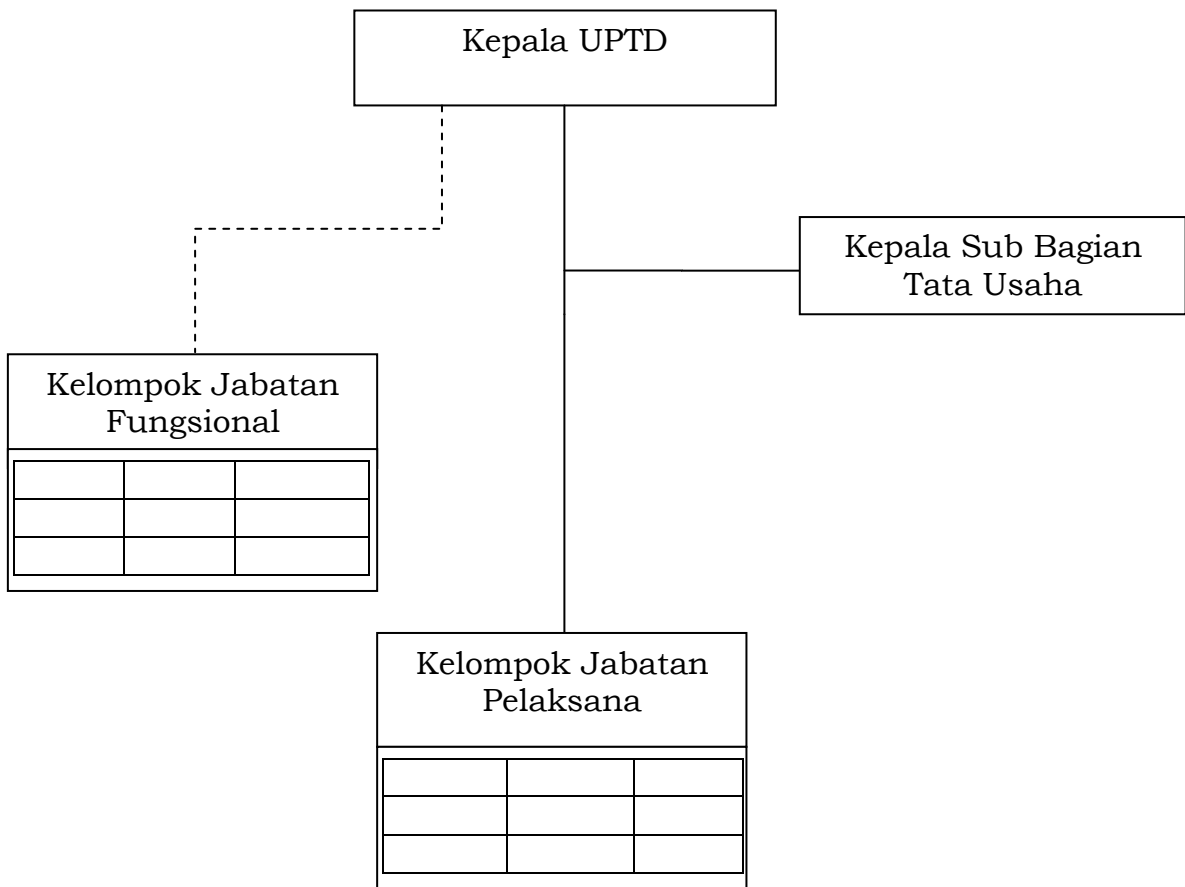 Kepala UPTD
Kepala Sub Bagian
Tata Usaha
Kelompok Jabatan
Fungsional
Kelompok Jabatan
Pelaksana